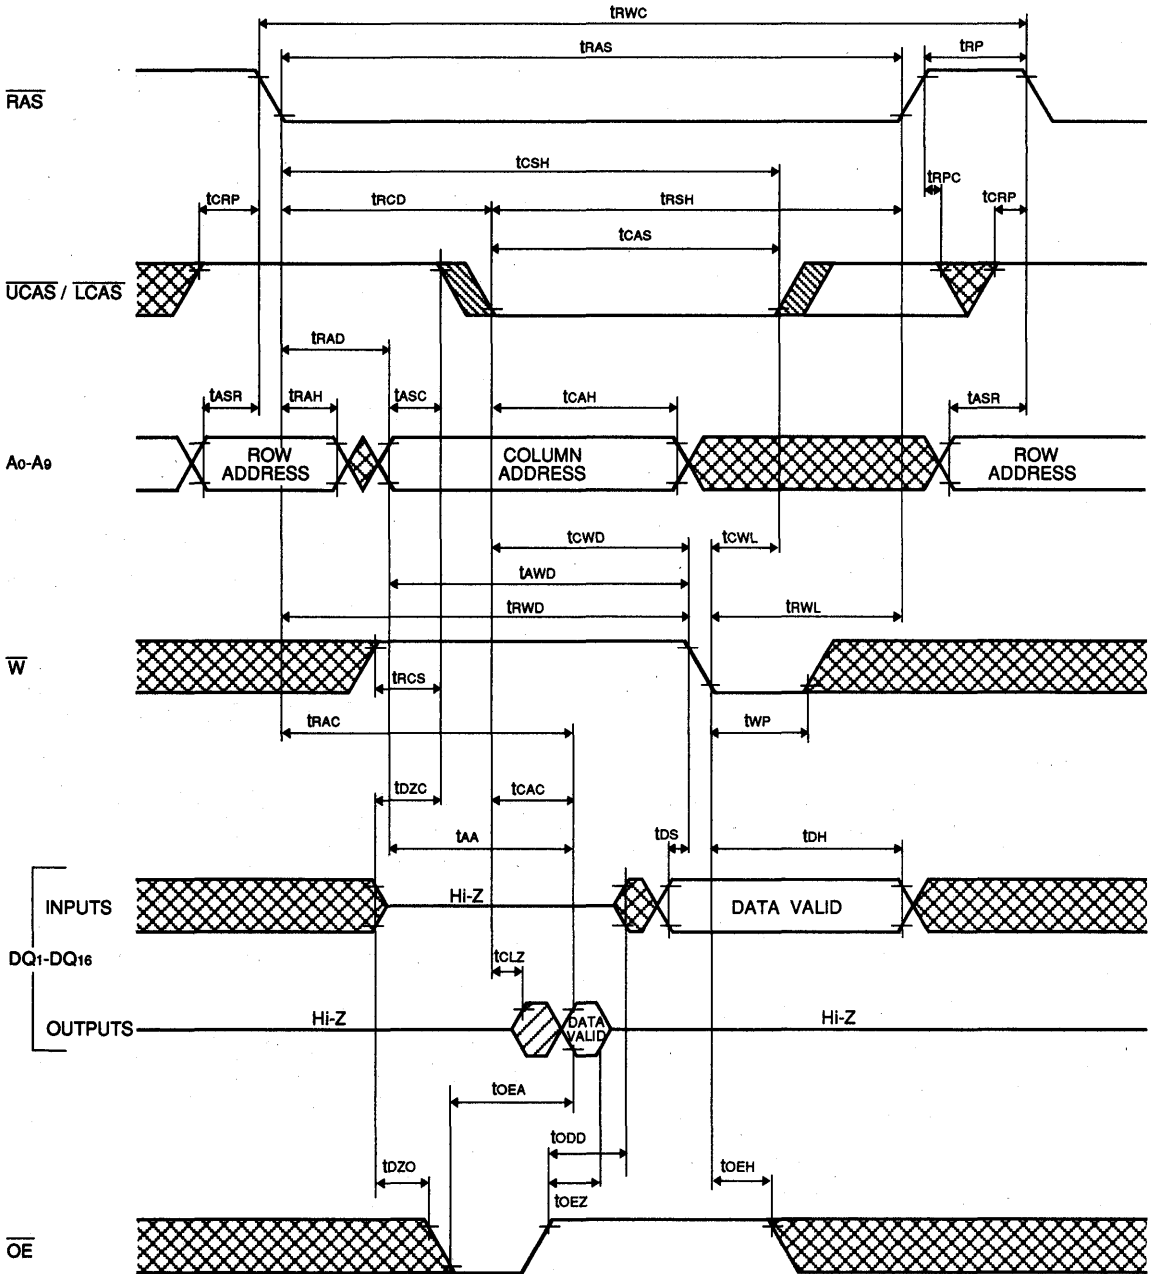 tRWC
tRAS
tRP
RAS
tCSH
tRPC
tCRP
tRCD
tRSH
tCRP
tCAS
UCAS / LCAS
tRAD
tASR
tRAH
tASC
tCAH
tASR
A0-A9
ROW
ADDRESS
COLUMN
ADDRESS
ROW
ADDRESS
tCWD
tCWL
tAWD
tRWD
tRWL
W
tRCS
tRAC
tWP
tDZC
tCAC
tAA
tDS
tDH
INPUTS
Hi-Z
DATA VALID
DQ1-DQ16
tCLZ
OUTPUTS
Hi-Z
DATA
VALID
Hi-Z
tOEA
tODD
tDZO
tOEZ
tOEH
OE